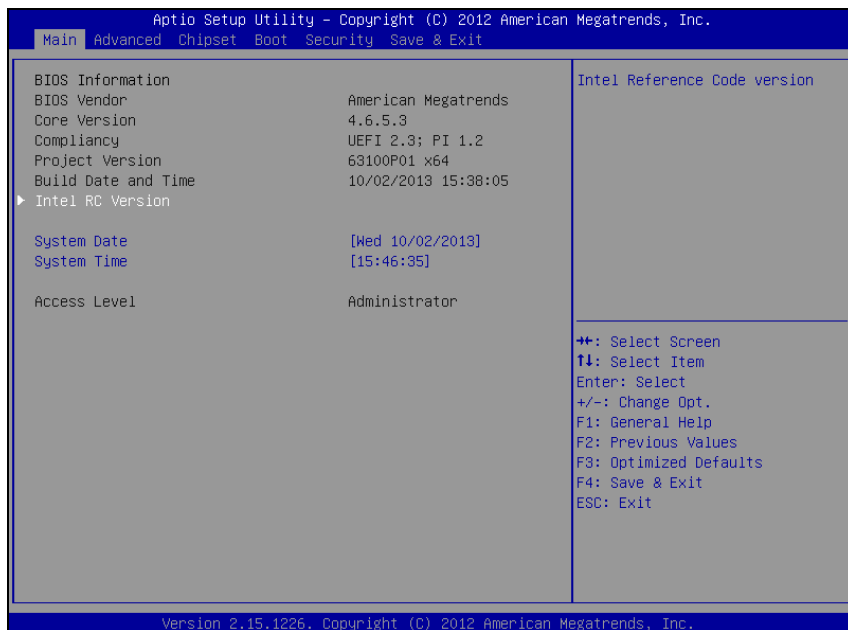 Aptio Setup Utility – Copyright (C) 2012 American Megatrends, Inc.
Main Advanced Chipset Boot Security Save & Exit
BIOS Information
BIOS Vendor American Megatrends
Core Version 4.6.5.3
Compliancy UEFI 2.3; PI 1.2
Project Version 63100P01 x64
Build Date and Time 10/02/2013 15:38:05
► Intel RC Version
System Date [Wed 10/02/2013]
System Time [15:46:35]
Access Level Administrator
Intel Reference Code version
→←: Select Screen
↑↓: Select Item
Enter: Select
+/-: Change Opt.
F1: General Help
F2: Previous Values
F3: Optimized Defaults
F4: Save & Exit
ESC: Exit
Version 2.15.1226. Copyright (C) 2012 American Megatrends, Inc.